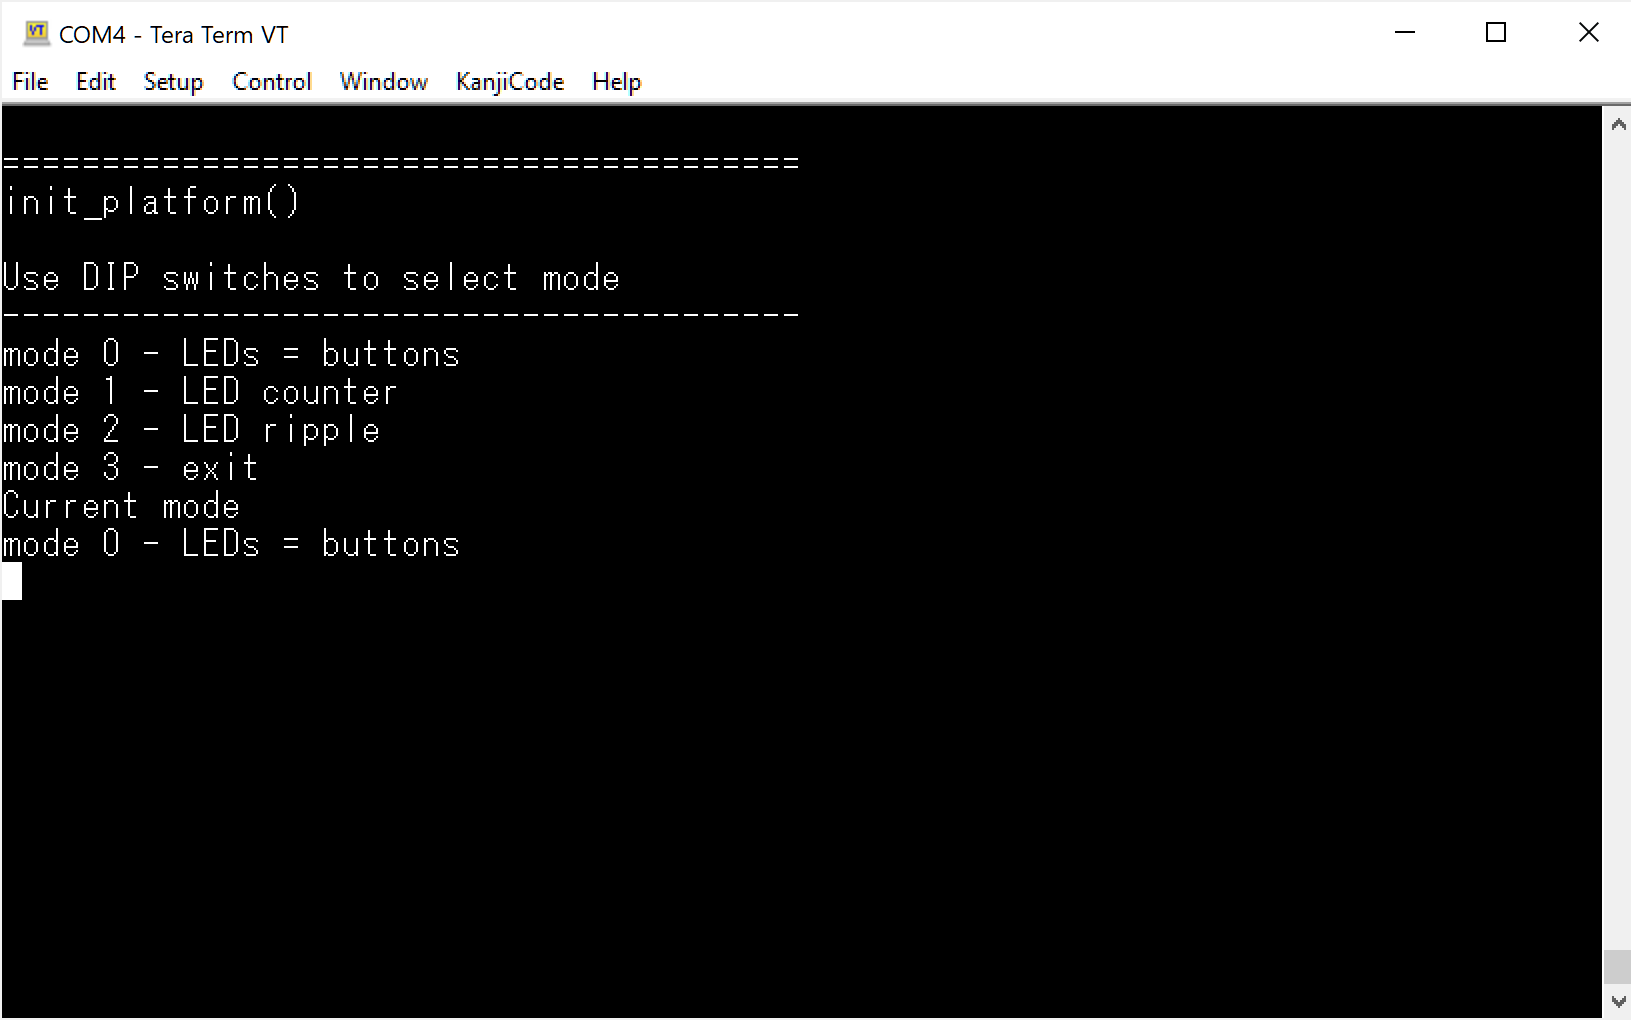 COM4 - Tera Term VT
File Edit Setup Control Window KanjiCode Help
========================================
init_platform()
Use DIP switches to select mode
----------------------------------------
mode 0 - LEDs = buttons
mode 1 - LED counter
mode 2 - LED ripple
mode 3 - exit
Current mode
mode 0 - LEDs = buttons